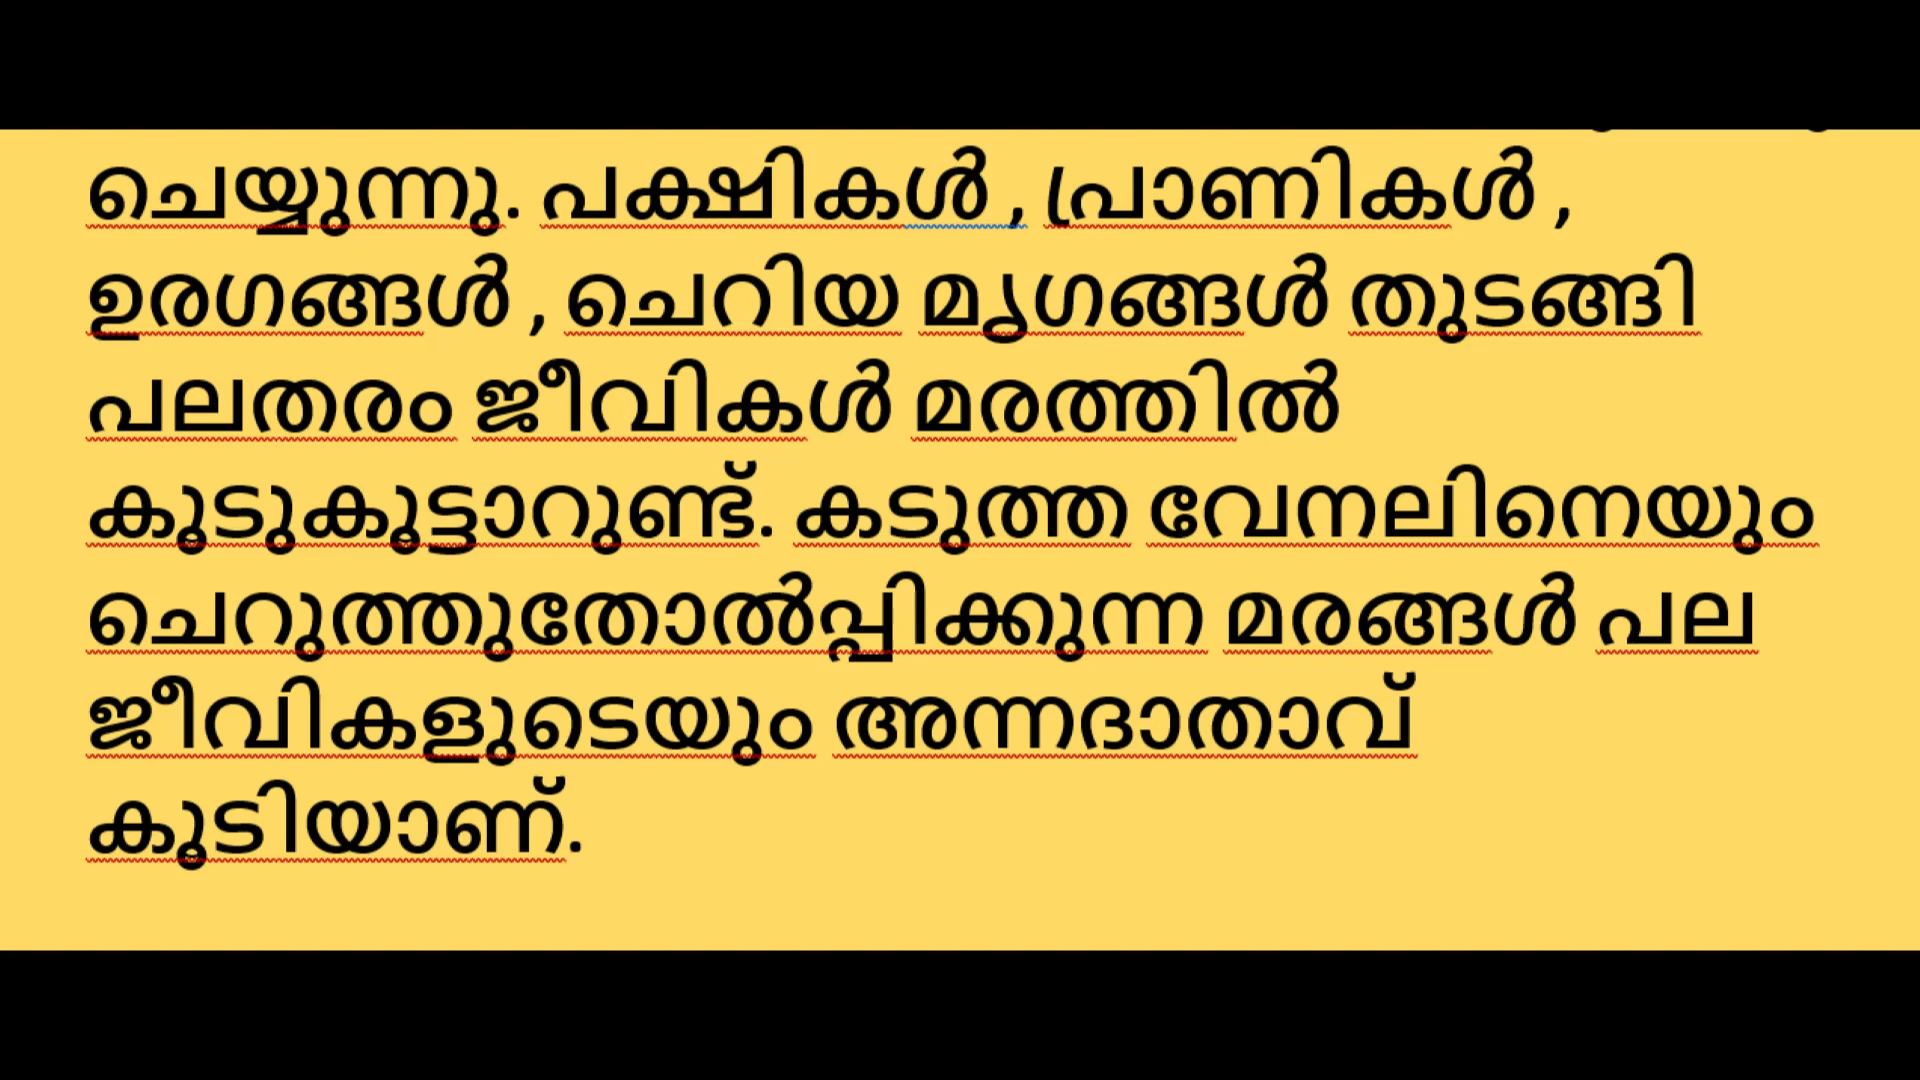 ചെയ്യുന്നു. പക്ഷികൾ , പ്രാണികൾ ,
ഉരഗങ്ങൾ , ചെറിയ മൃഗങ്ങൾ തുടങ്ങി
പലതരം ജീവികൾ മരത്തിൽ
കൂടുകൂട്ടാറുണ്ട്. കടുത്ത വേനലിനെയും
ചെറുത്തുതോൽപ്പിക്കുന്ന മരങ്ങൾ പല
ജീവികളുടെയും അന്നദാതാവ്
കൂടിയാണ്.